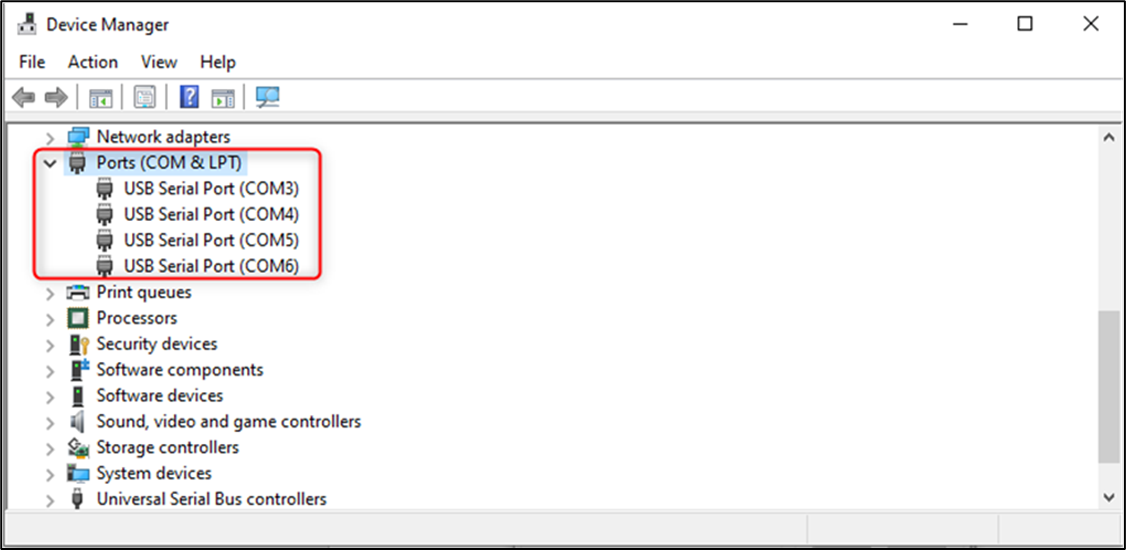 Device Manager
File Action View Help
Network adapters
Ports (COM & LPT)
USB Serial Port (COM3)
USB Serial Port (COM4)
USB Serial Port (COM5)
USB Serial Port (COM6)
Print queues
Processors
Security devices
Software components
Software devices
Sound, video and game controllers
Storage controllers
System devices
Universal Serial Bus controllers